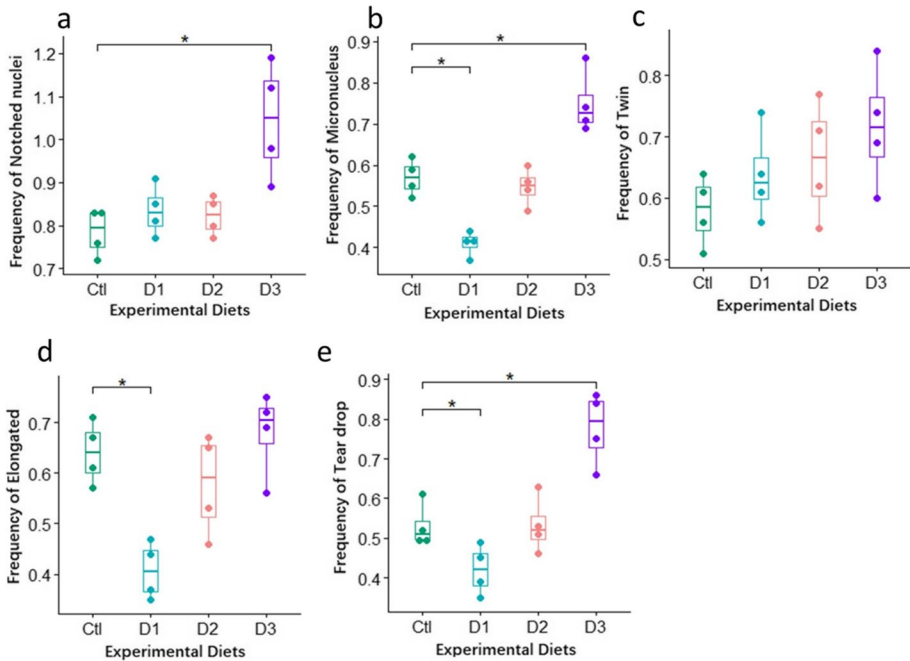 a
Frequency of Notched nuclei
1.2
1.1
1.0
0.9
0.8
0.7
*
Ctl D1 D2 D3
Experimental Diets
b
Frequency of Micronucleus
0.9
0.8
0.7
0.6
0.5
0.4
*
*
Ctl D1 D2 D3
Experimental Diets
c
Frequency of Twin
0.8
0.7
0.6
0.5
Ctl D1 D2 D3
Experimental Diets
d
Frequency of Elongated
0.7
0.6
0.5
0.4
*
Ctl D1 D2 D3
Experimental Diets
e
Frequency of Tear drop
0.9
0.8
0.7
0.6
0.5
0.4
*
*
Ctl D1 D2 D3
Experimental Diets